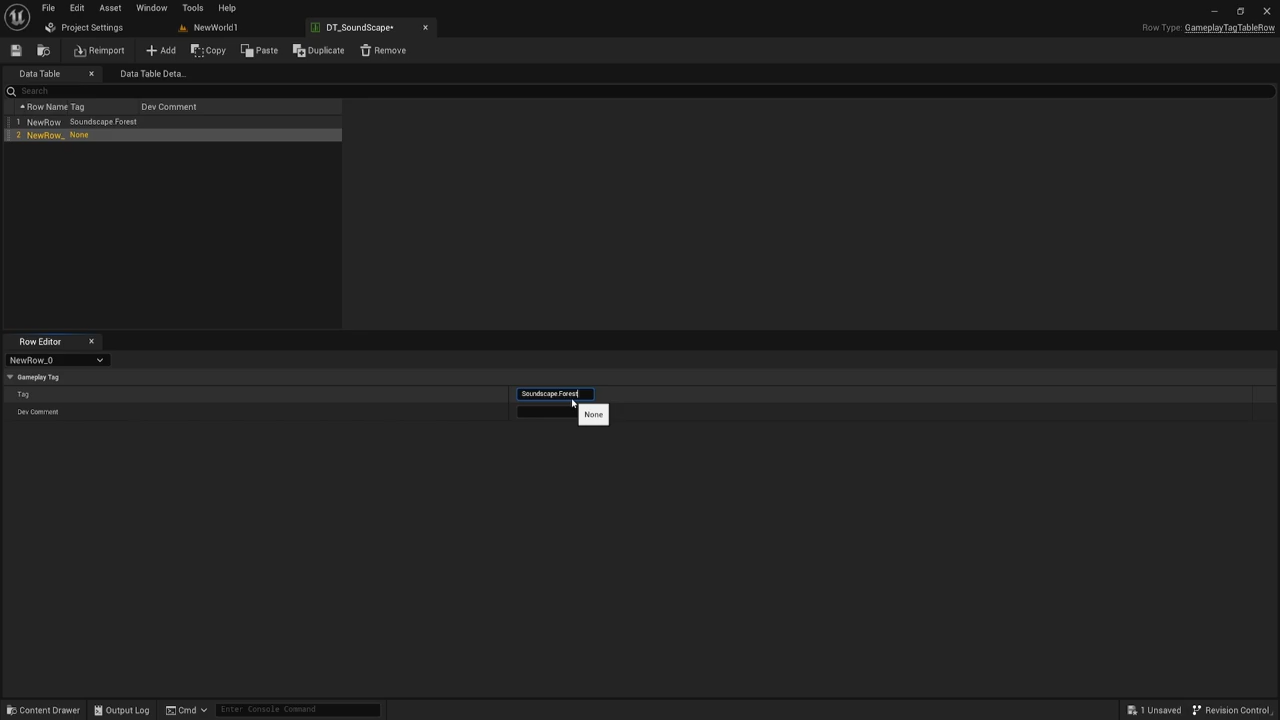 File Edit Asset Window Tools Help
Project Settings NewWorld1 DT_SoundScape* Row Type: GameplayTagTableRow
Reimport Add Copy Paste Duplicate Remove
Data Table Data Table Deta...
Search
Row Name Tag Dev Comment
1 NewRow Soundscape.Forest
2 NewRow_ None
Row Editor
NewRow_0
Gameplay Tag
Tag Soundscape.Forest
Dev Comment None
Content Drawer Output Log Cmd Enter Console Command 1 Unsaved Revision Control